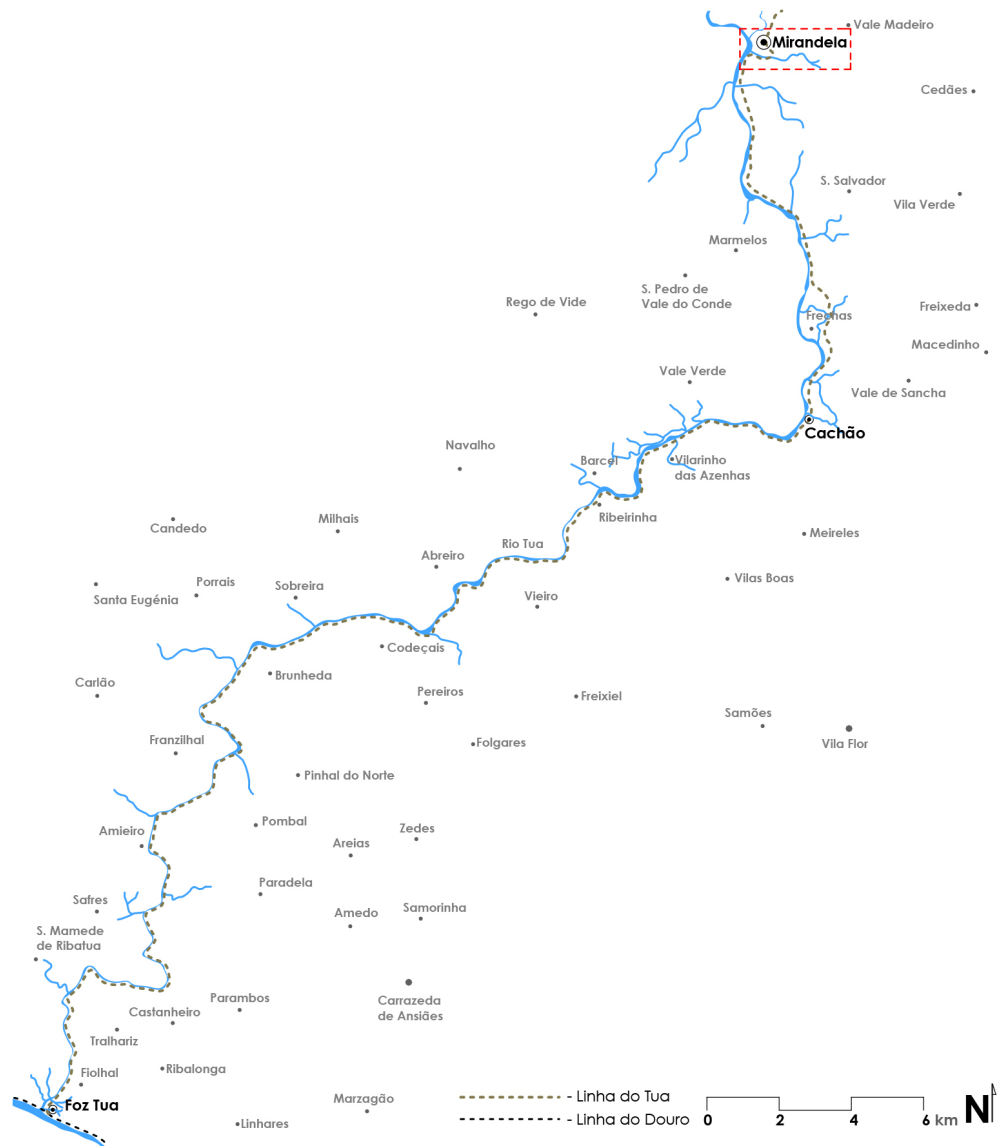 Vale Madeiro
Mirandela
Cedães
S. Salvador
Vila Verde
Marmelos
S. Pedro de
Vale do Conde
Rego de Vide
Freixeda
Frechas
Macedinho
Vale Verde
Vale de Sancha
Cachão
Navalho
Barcel
Vilarinho
das Azenhas
Ribeirinha
Candedo
Milhais
Meireles
Rio Tua
Abreiro
Vilas Boas
Santa Eugénia
Porrais
Sobreira
Vieiro
Codeçais
Brunheda
Carlão
Pereiros
Freixiel
Samões
Franzilhal
Folgares
Vila Flor
Pinhal do Norte
Amieiro
Pombal
Zedes
Areias
Paradela
Safres
Amedo
Samorinha
S. Mamede
de Ribatua
Parambos
Carrazeda
de Ansiães
Castanheiro
Tralhariz
Fiolhal
Ribalonga
Foz Tua
Marzagão
Linhares
- Linha do Tua
- Linha do Douro
0 2 4 6 km
N